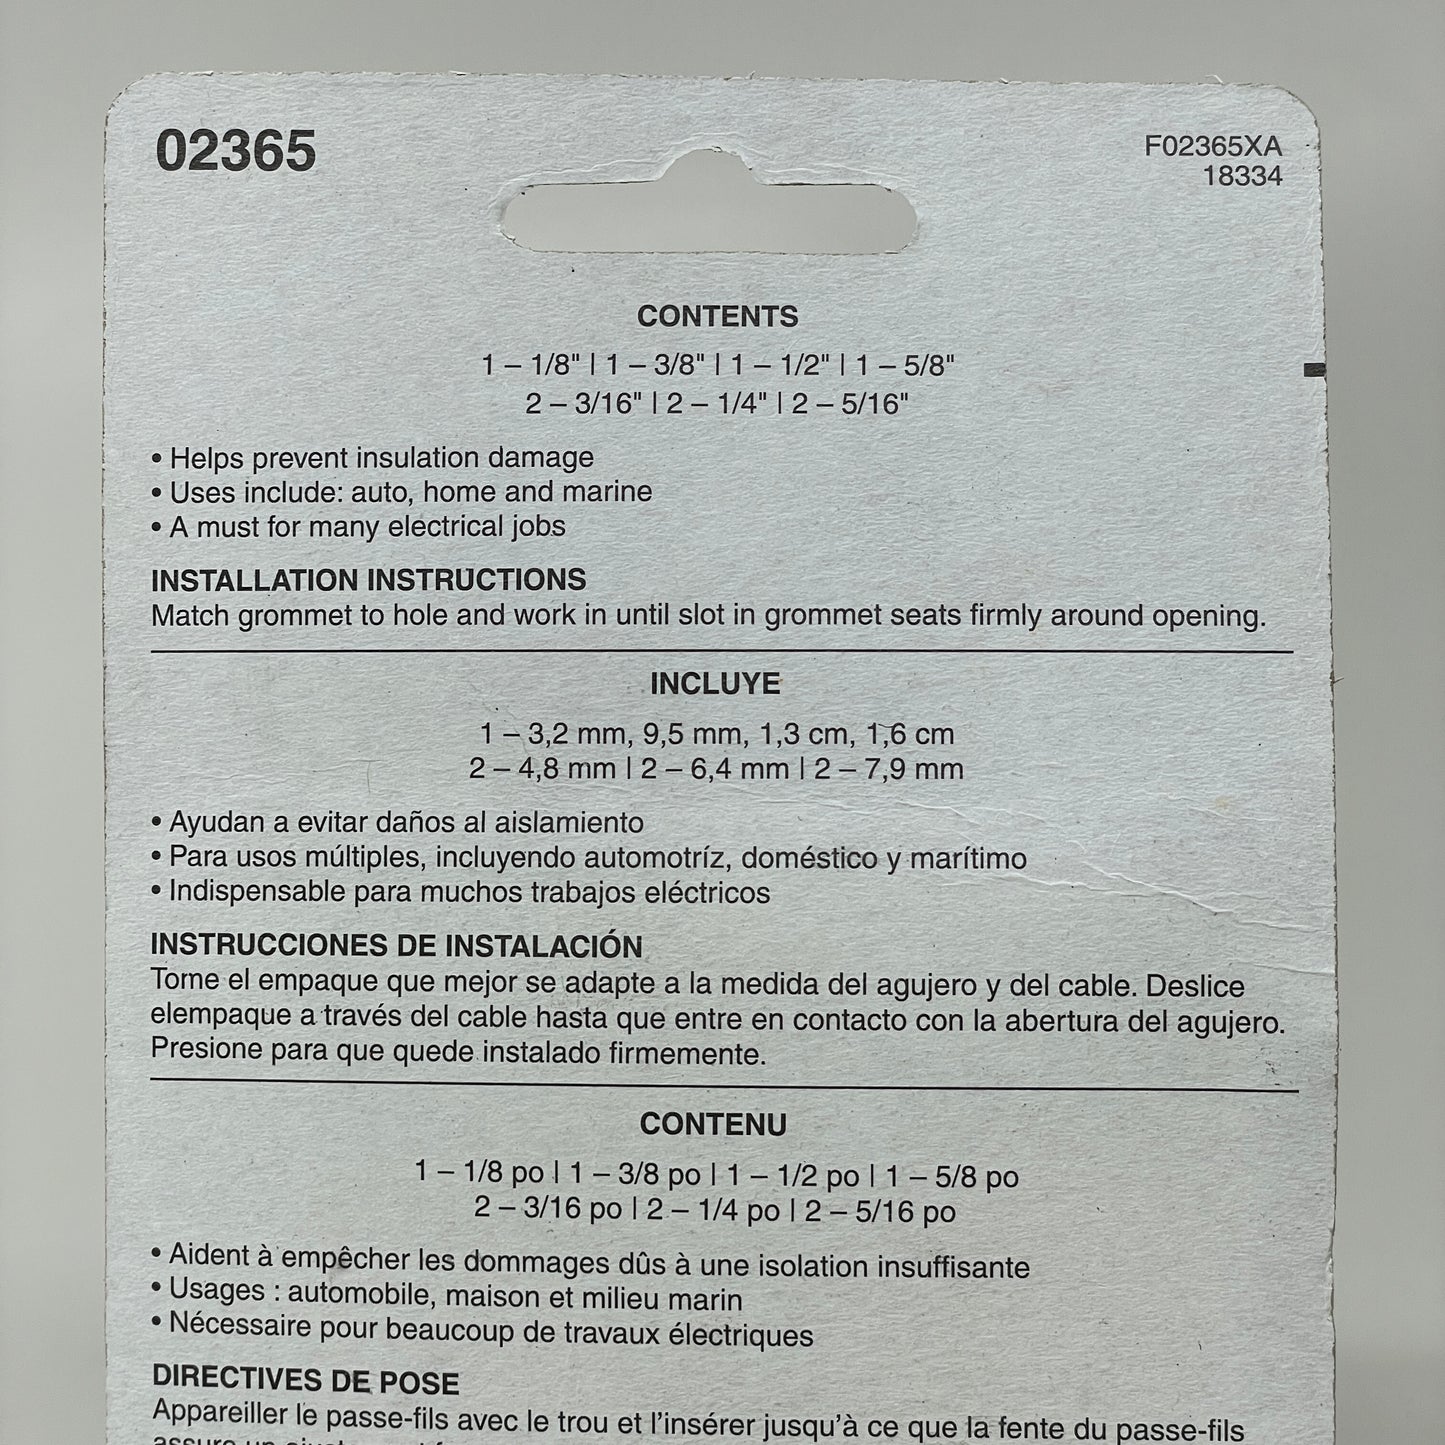 02365
F02365XA
18334
CONTENTS
1 – 1/8" | 1 – 3/8" | 1 – 1/2" | 1 – 5/8"
2 – 3/16" | 2 – 1/4" | 2 – 5/16"
• Helps prevent insulation damage
• Uses include: auto, home and marine
• A must for many electrical jobs
INSTALLATION INSTRUCTIONS
Match grommet to hole and work in until slot in grommet seats firmly around opening.
INCLUYE
1 – 3,2 mm, 9,5 mm, 1,3 cm, 1,6 cm
2 – 4,8 mm | 2 – 6,4 mm | 2 – 7,9 mm
• Ayudan a evitar daños al aislamiento
• Para usos múltiples, incluyendo automotríz, doméstico y marítimo
• Indispensable para muchos trabajos eléctricos
INSTRUCCIONES DE INSTALACIÓN
Tome el empaque que mejor se adapte a la medida del agujero y del cable. Deslice
elempaque a través del cable hasta que entre en contacto con la abertura del agujero.
Presione para que quede instalado firmemente.
CONTENU
1 – 1/8 po | 1 – 3/8 po | 1 – 1/2 po | 1 – 5/8 po
2 – 3/16 po | 2 – 1/4 po | 2 – 5/16 po
• Aident à empêcher les dommages dûs à une isolation insuffisante
• Usages : automobile, maison et milieu marin
• Nécessaire pour beaucoup de travaux électriques
DIRECTIVES DE POSE
Appareiller le passe-fils avec le trou et l'insérer jusqu'à ce que la fente du passe-fils